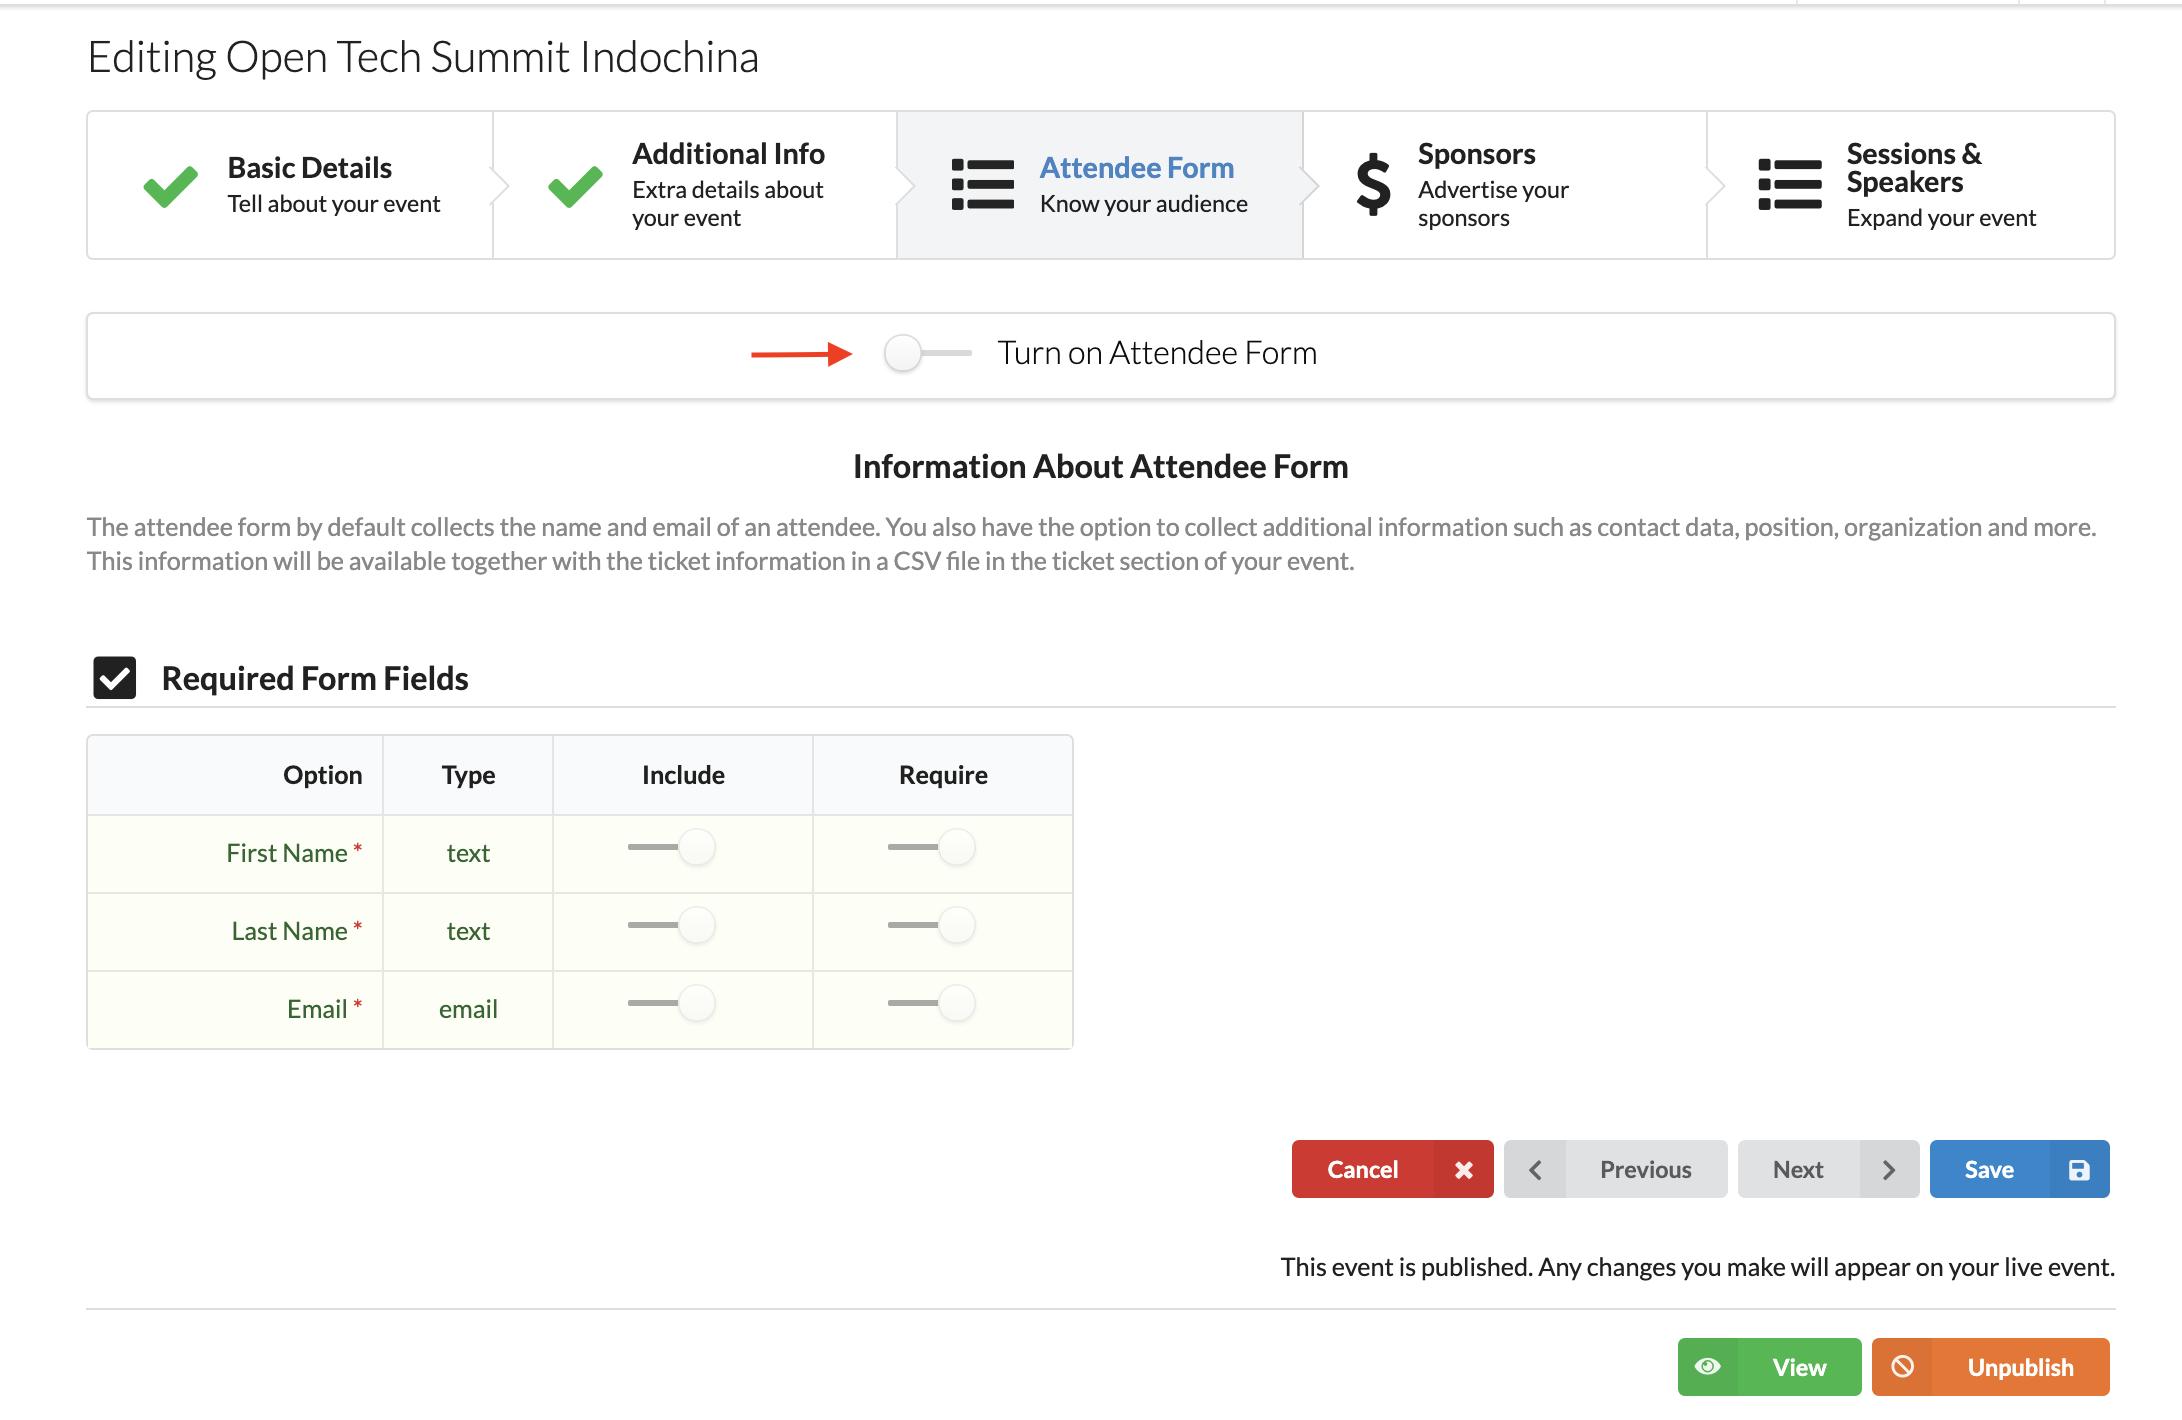 Editing Open Tech Summit Indochina
Basic Details
Tell about your event
Additional Info
Extra details about
your event
Attendee Form
Know your audience
Sponsors
Advertise your
sponsors
Sessions &
Speakers
Expand your event
Turn on Attendee Form
Information About Attendee Form
The attendee form by default collects the name and email of an attendee. You also have the option to collect additional information such as contact data, position, organization and more.
This information will be available together with the ticket information in a CSV file in the ticket section of your event.
Required Form Fields
Option Type Include Require
First Name * text
Last Name * text
Email * email
Cancel Previous Next Save
This event is published. Any changes you make will appear on your live event.
View Unpublish